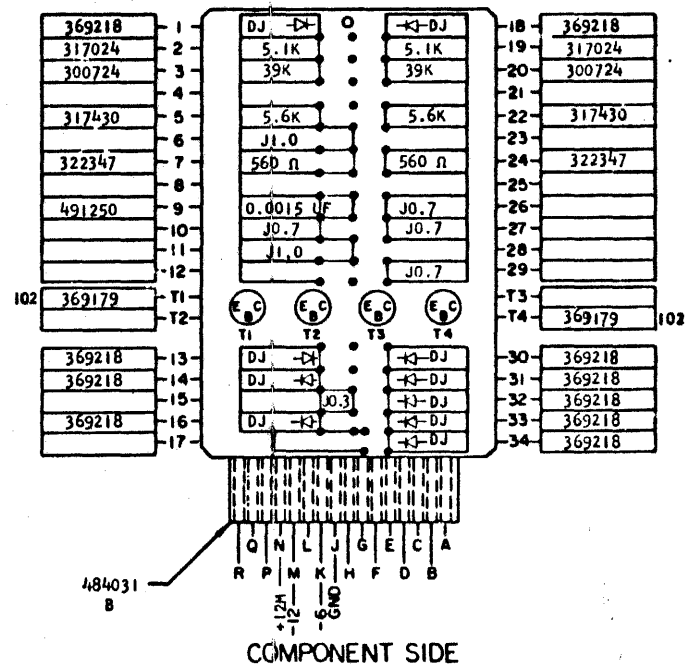 369218 1 DJ DJ 18 369218
317024 2 5.1K 5.1K 19 317024
300724 3 39K 39K 20 300724
4 21
317430 5 5.6K 5.6K 22 317430
6 J1.0 23
322347 7 560 Ω 560 Ω 24 322347
8 25
491250 9 0.0015 UF J0.7 26
10 J0.7 J0.7 27
11 J1.0 28
12 J0.7 29
102 369179 T1 E B C E B C E B C E B C T3
T2 T1 T2 T3 T4 T4 369179 102
369218 13 DJ DJ 30 369218
369218 14 DJ DJ 31 369218
15 J0.3 DJ 32 369218
369218 16 DJ DJ 33 369218
17 DJ 34 369218
Q N L J G E C A
R P M K H F D B
484031
B
+12M
-12
-6
GND
COMPONENT SIDE